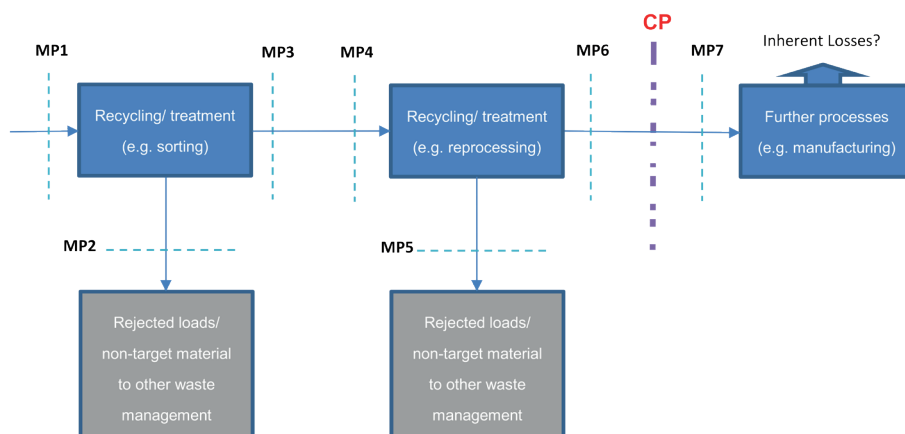 CP
MP1
MP3
MP4
MP6
MP7
Inherent Losses?
Recycling/ treatment
(e.g. sorting)
Recycling/ treatment
(e.g. reprocessing)
Further processes
(e.g. manufacturing)
MP2
MP5
Rejected loads/
non-target material
to other waste
management
Rejected loads/
non-target material
to other waste
management